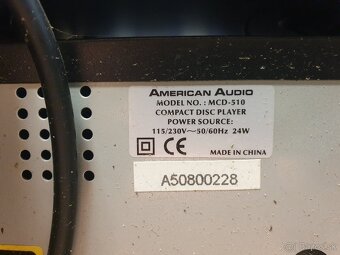 AMERICAN AUDIO
MODEL NO. : MCD-510
COMPACT DISC PLAYER
POWER SOURCE:
115/230V～50/60Hz 24W
CE
MADE IN CHINA
A50800228